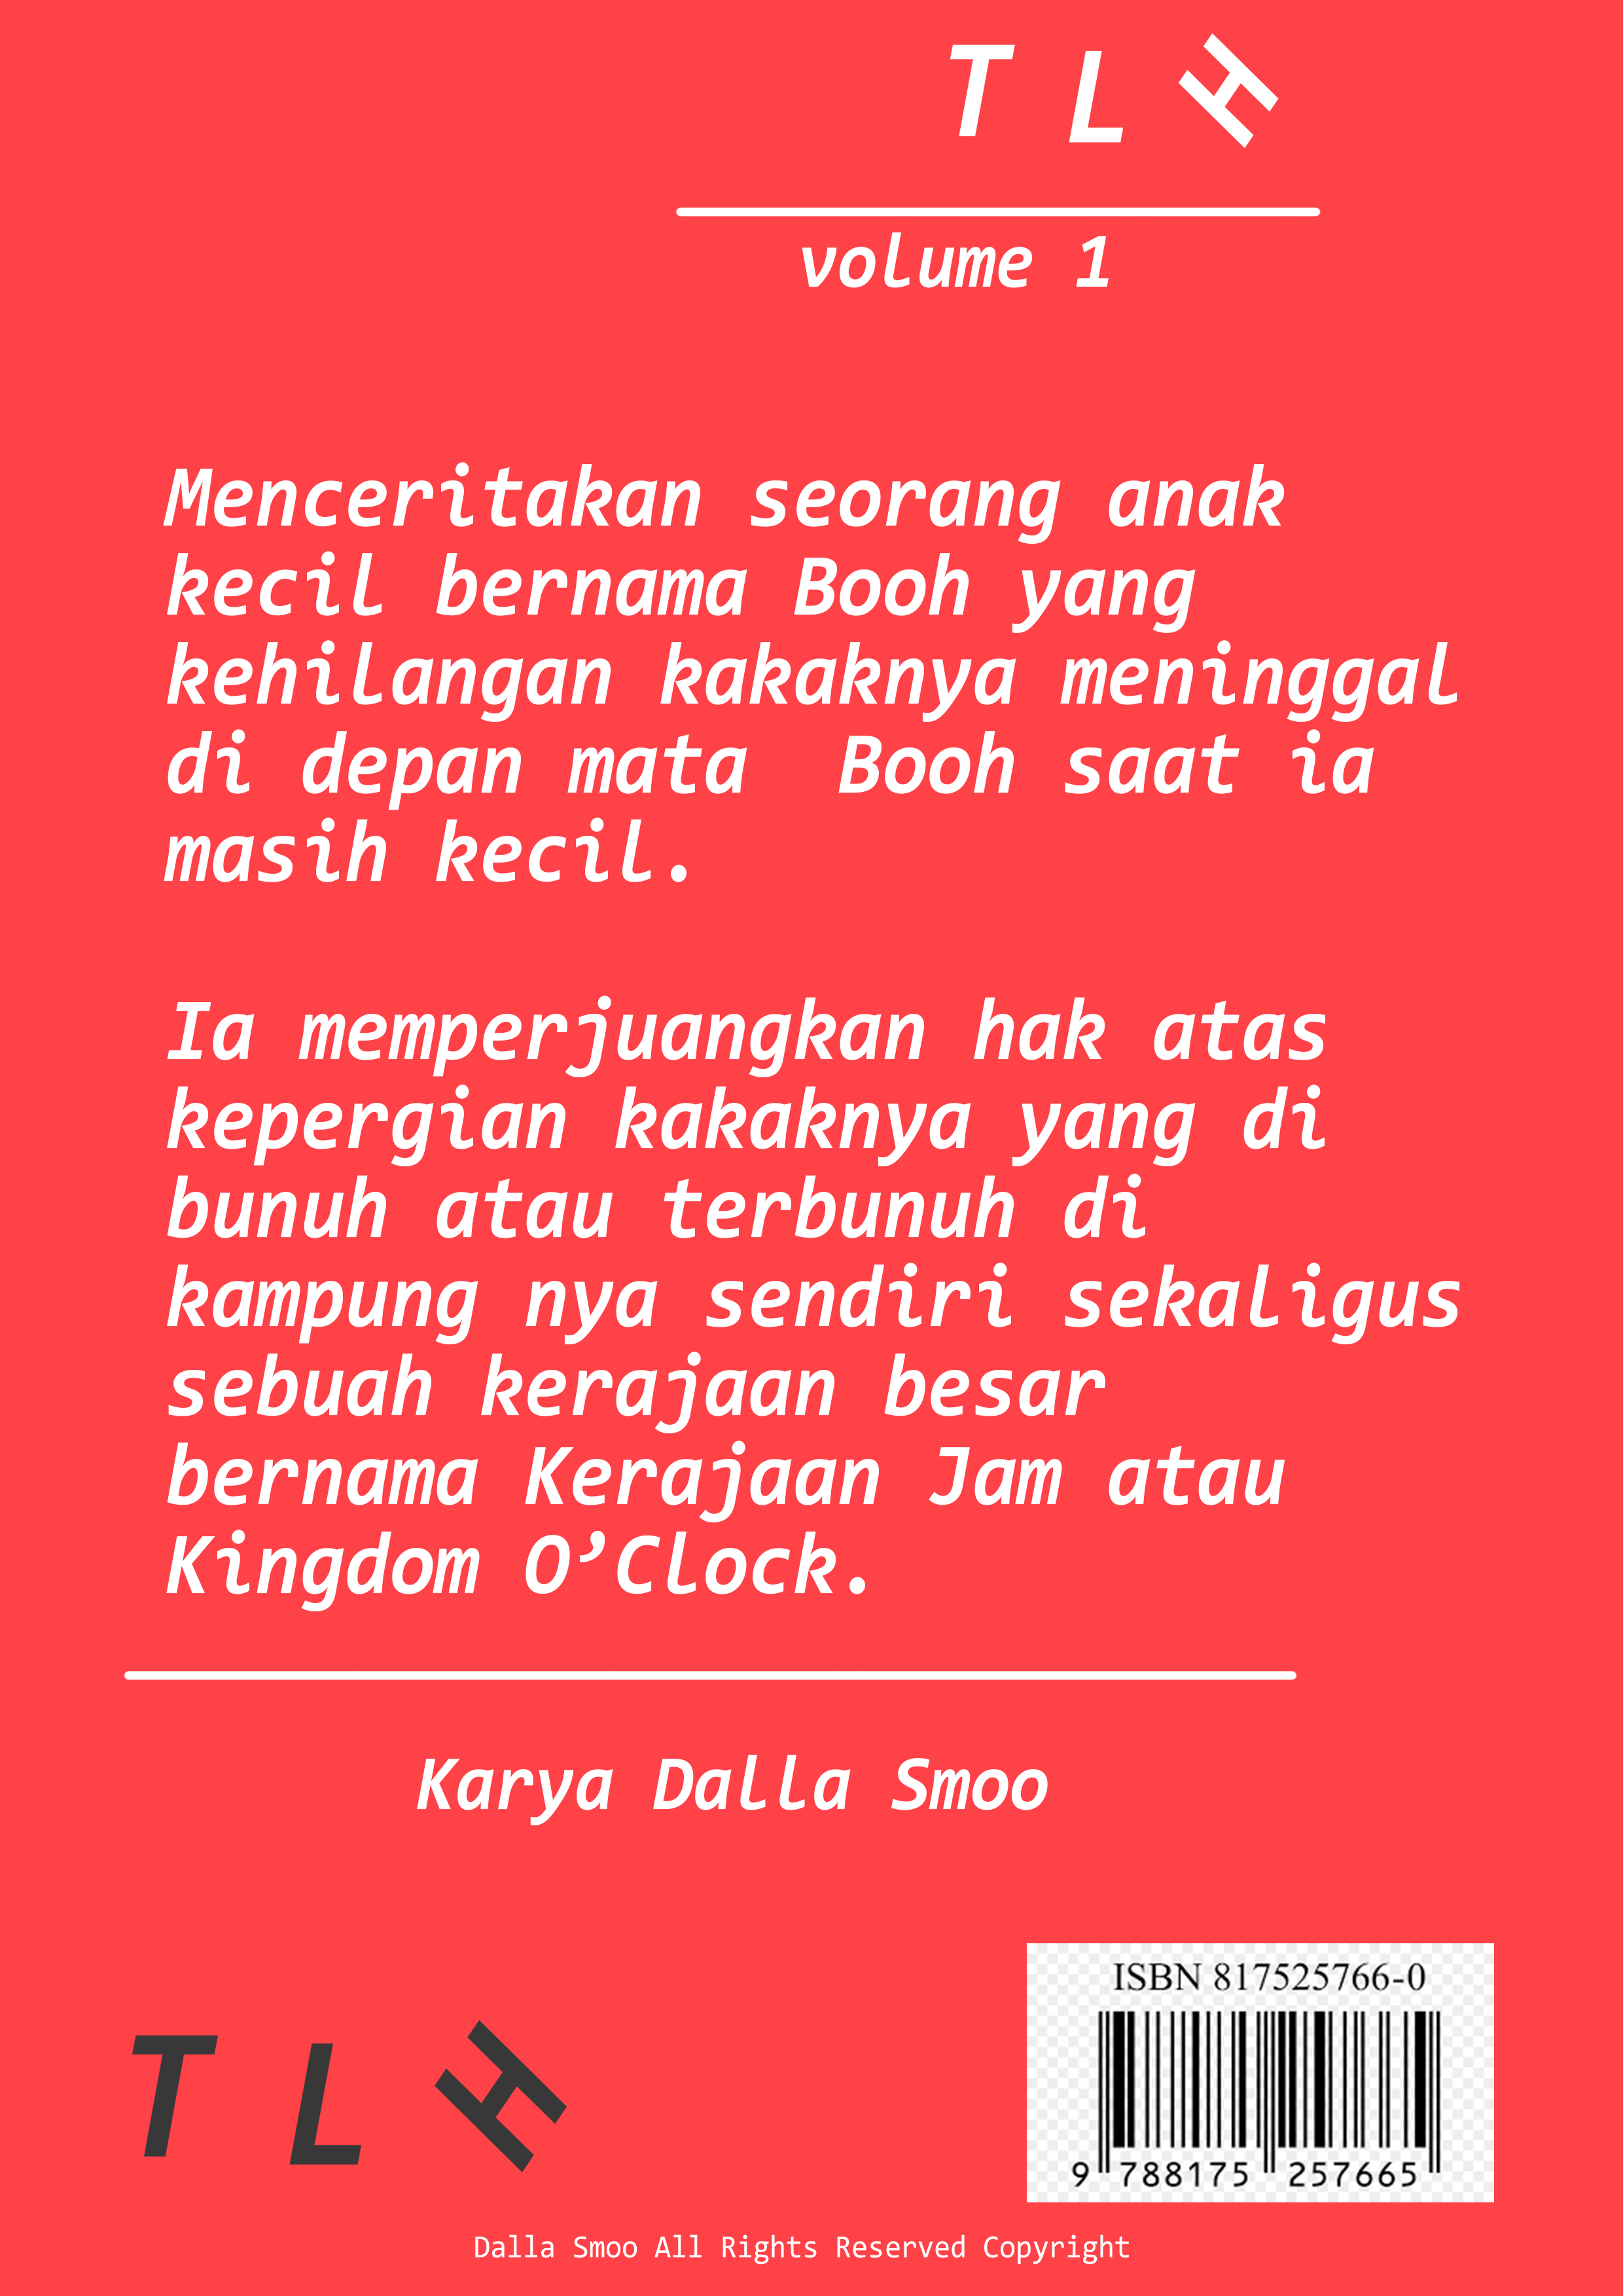 T L H
volume 1
Menceritakan seorang anak
kecil bernama Booh yang
kehilangan kakaknya meninggal
di depan mata  Booh saat ia
masih kecil.
Ia memperjuangkan hak atas
kepergian kakaknya yang di
bunuh atau terbunuh di
kampung nya sendiri sekaligus
sebuah kerajaan besar
bernama Kerajaan Jam atau
Kingdom O’Clock.
Karya Dalla Smoo
T L H
ISBN 817525766-0
9 788175 257665
Dalla Smoo All Rights Reserved Copyright